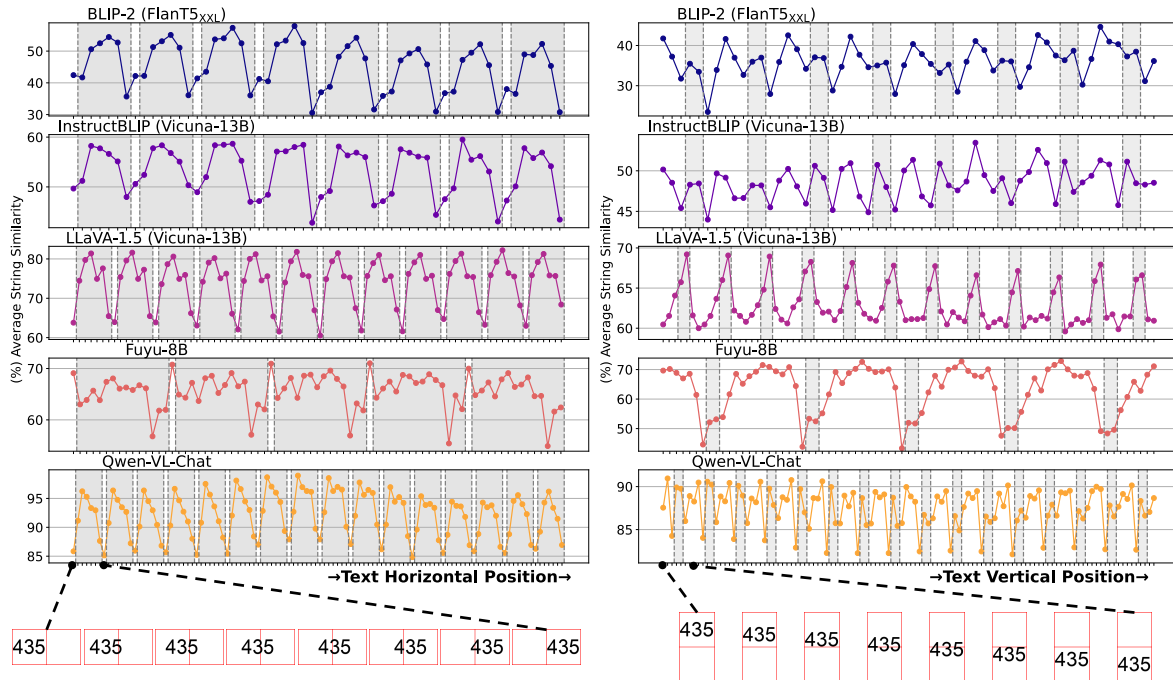 BLIP-2 (FlanT5XXL)
50
40
30
InstructBLIP (Vicuna-13B)
60
50
LLaVA-1.5 (Vicuna-13B)
80
70
60
Fuyu-8B
70
60
Qwen-VL-Chat
95
90
85
(%) Average String Similarity
→Text Horizontal Position→
435
435
435
435
435
435
435
435
BLIP-2 (FlanT5XXL)
40
30
InstructBLIP (Vicuna-13B)
50
45
LLaVA-1.5 (Vicuna-13B)
70
65
60
Fuyu-8B
70
60
50
Qwen-VL-Chat
90
85
(%) Average String Similarity
→Text Vertical Position→
435
435
435
435
435
435
435
435